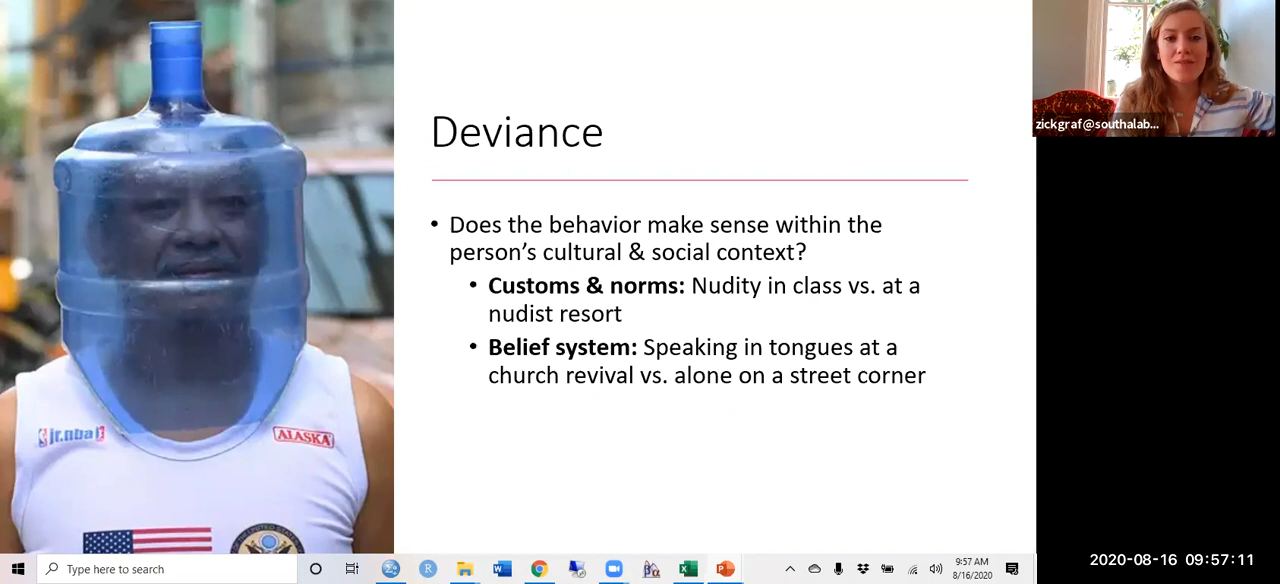 Deviance
• Does the behavior make sense within the
person's cultural & social context?
• Customs & norms: Nudity in class vs. at a
nudist resort
• Belief system: Speaking in tongues at a
church revival vs. alone on a street corner
zickgraf@southalab...
jr.nba
ALASKA
Type here to search
9:57 AM
8/16/2020
2020-08-16 09:57:11